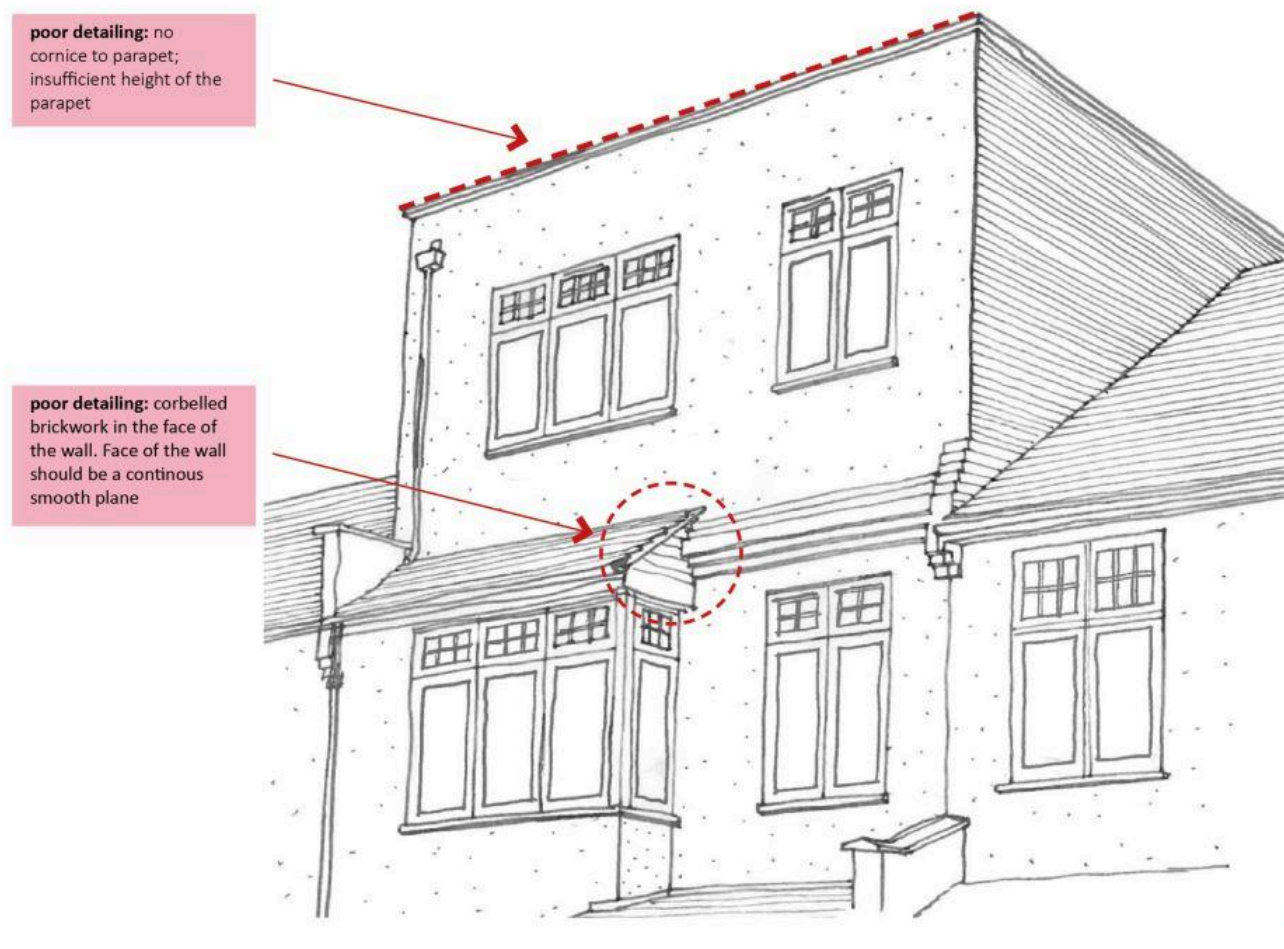 poor detailing: no
cornice to parapet;
insufficient height of the
parapet
poor detailing: corbelled
brickwork in the face of
the wall. Face of the wall
should be a continous
smooth plane